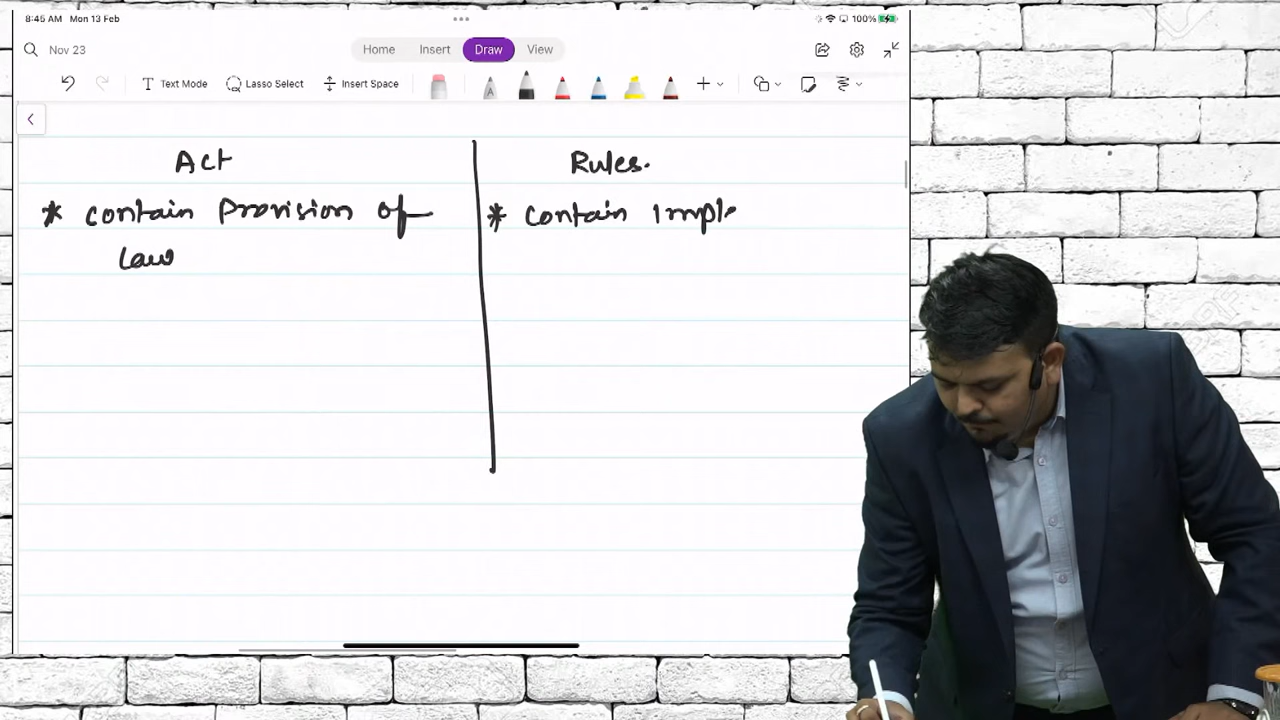 8:45 AM Mon 13 Feb
100%
Nov 23
Home Insert Draw View
Text Mode Lasso Select Insert Space
Act
Rules.
* contain Provision of
law
* contain Imple